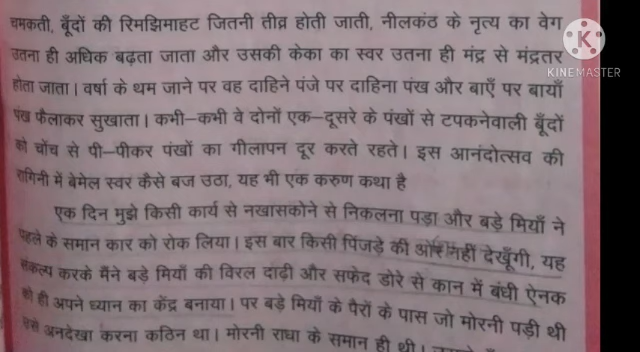 चमकती, बूँदों की रिमझिमाहट जितनी तीव्र होती जाती, नीलकंठ के नृत्य का वेग
उतना ही अधिक बढ़ता जाता और उसकी केका का स्वर उतना ही मंद्र से मंद्रतर
होता जाता। वर्षा के थम जाने पर वह दाहिने पंजे पर दाहिना पंख और बाएँ पर बायाँ
पंख फैलाकर सुखाता। कभी–कभी वे दोनों एक–दूसरे के पंखों से टपकनेवाली बूँदों
को चोंच से पी–पीकर पंखों का गीलापन दूर करते रहते। इस आनंदोत्सव की
रागिनी में बेमेल स्वर कैसे बज उठा, यह भी एक करुण कथा है
एक दिन मुझे किसी कार्य से नखासकोने से निकलना पड़ा और बड़े मियाँ ने
पहले के समान कार को रोक लिया। इस बार किसी पिंजड़े की ओर नहीं देखूँगी, यह
संकल्प करके मैंने बड़े मियाँ की विरल दाढ़ी और सफेद डोरे से कान में बंधी ऐनक
को ही अपने ध्यान का केंद्र बनाया। पर बड़े मियाँ के पैरों के पास जो मोरनी पड़ी थी
उसे अनदेखा करना कठिन था। मोरनी राधा के समान ही थी।
KINEMASTER